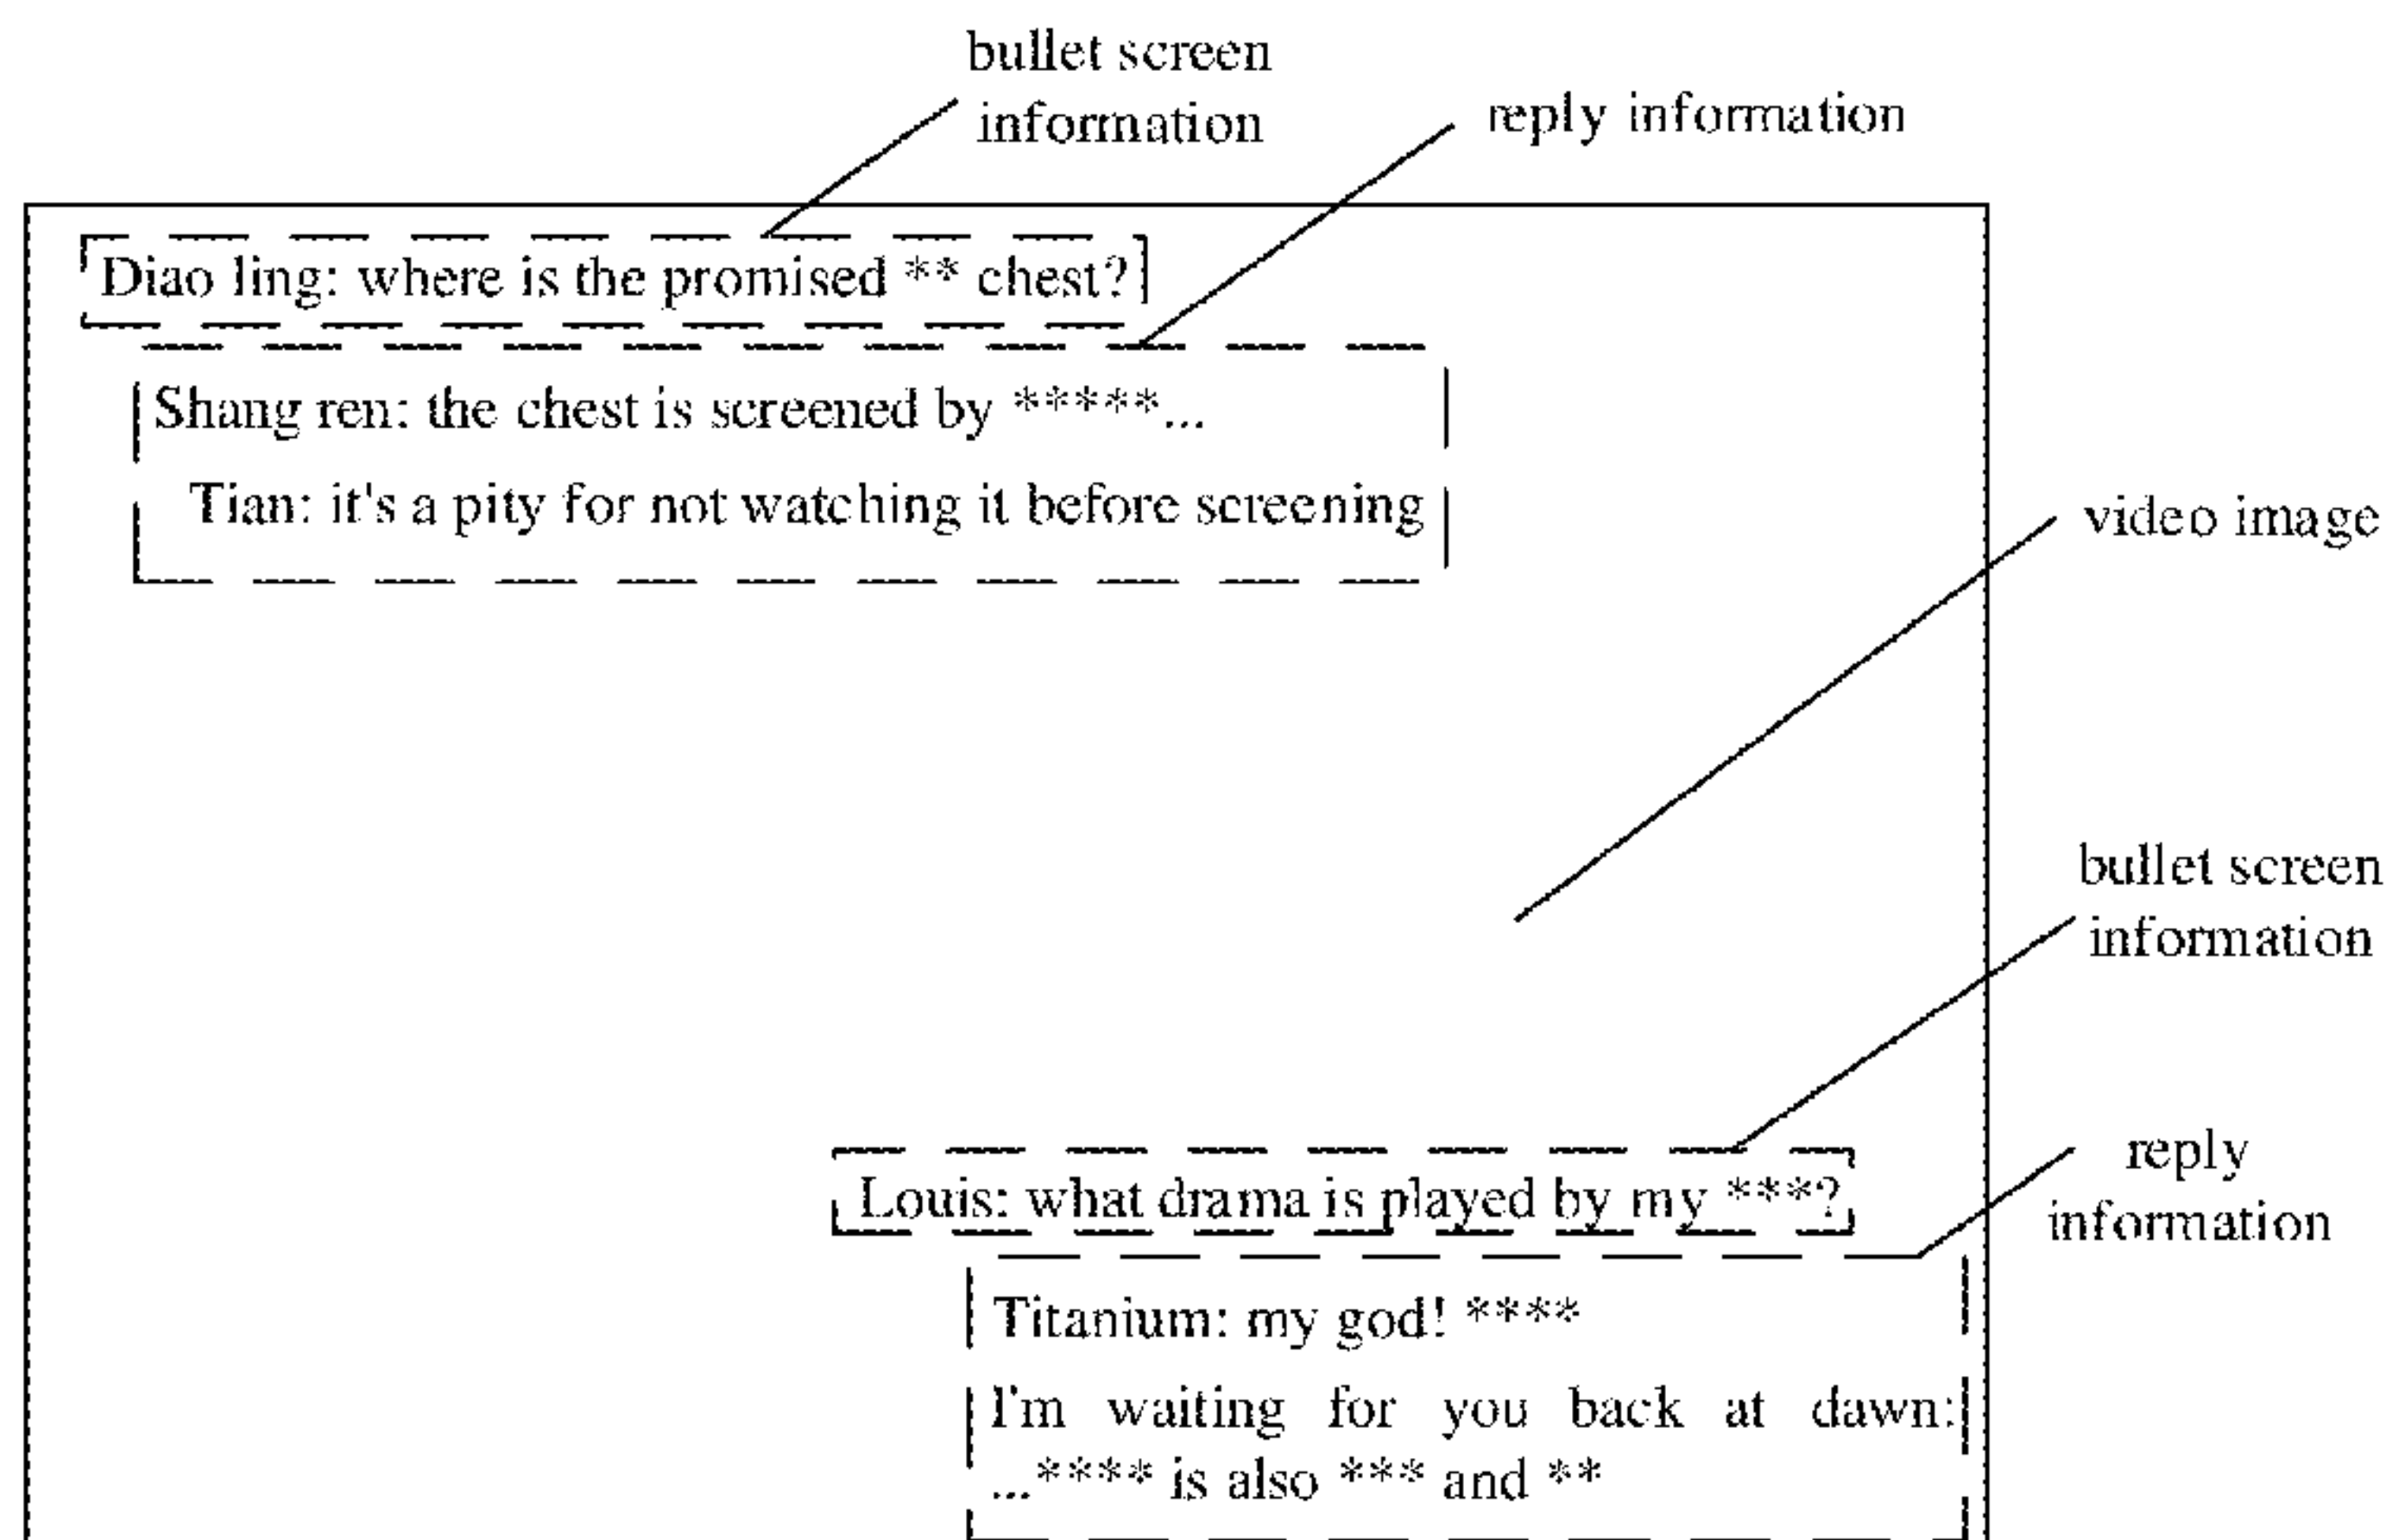 bullet screen
information
reply information
Diao ling: where is the promised ** chest?
Shang ren: the chest is screened by *****...
Tian: it's a pity for not watching it before screening
video image
bullet screen
information
Louis: what drama is played by my ***?
reply
information
Titanium: my god! ****
I'm waiting for you back at dawn:
...**** is also *** and **